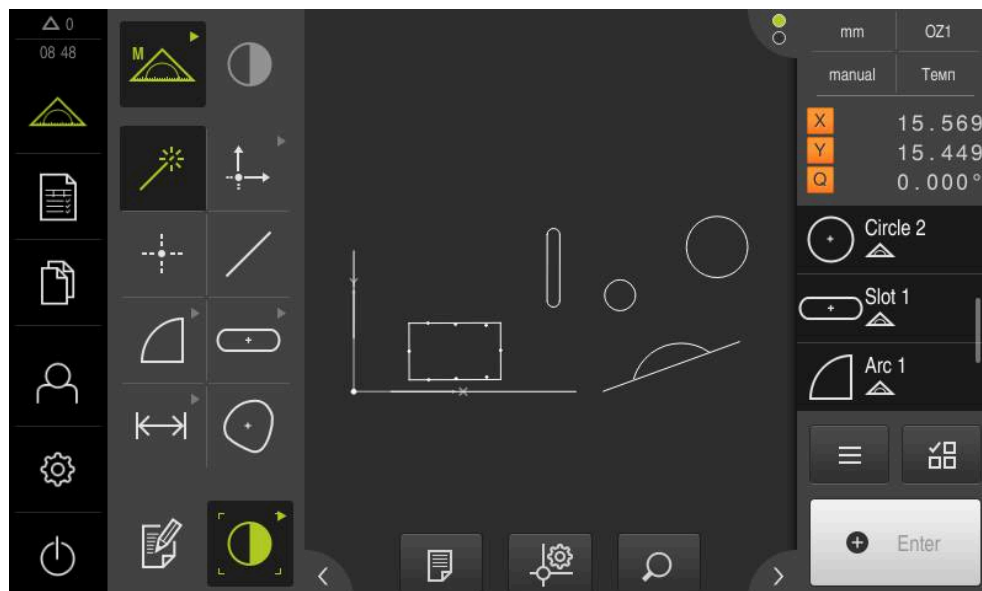 0
08 48
M
mm
OZ1
manual
Темп
X 15.569
Y 15.449
Q 0.000°
Circle 2
Slot 1
Arc 1
Y
X
Enter